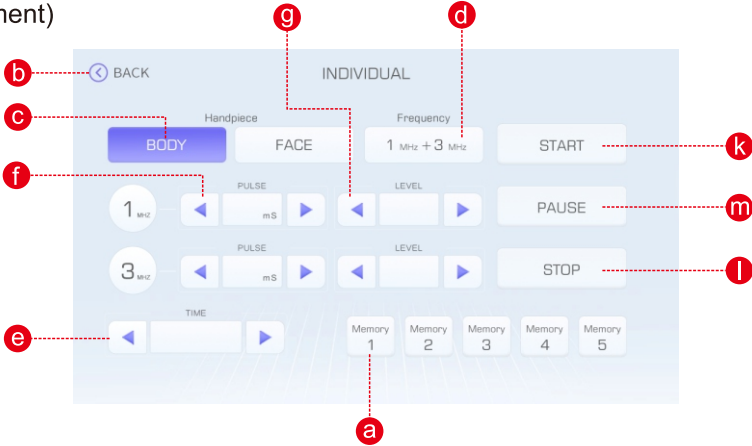 ment)
g d
b BACK INDIVIDUAL
c Handpiece Frequency
BODY FACE 1 MHz + 3 MHz START k
f PULSE LEVEL
1 MHZ mS PAUSE m
PULSE LEVEL
3 MHZ mS STOP l
TIME
e Memory 1 Memory 2 Memory 3 Memory 4 Memory 5
a